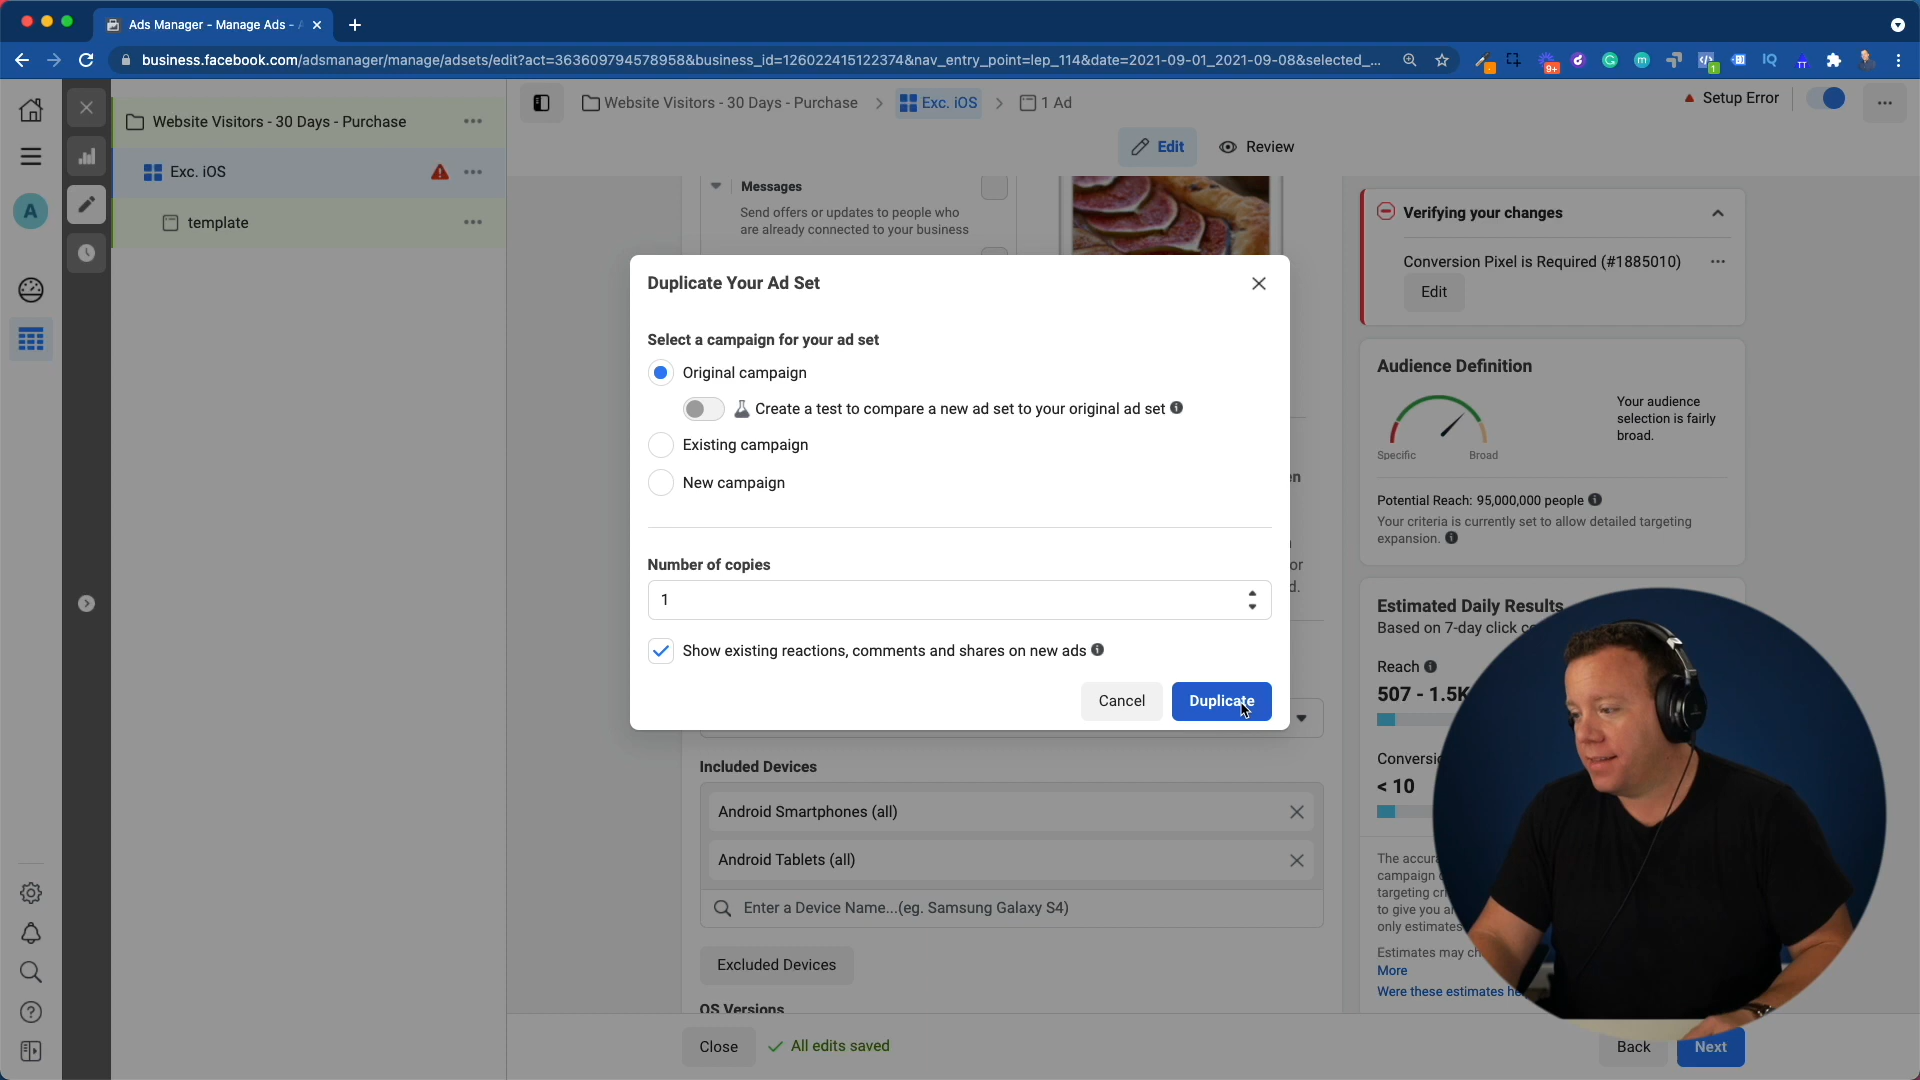 Ads Manager - Manage Ads - A
business.facebook.com/adsmanager/manage/adsets/edit?act=363609794578958&business_id=126022415122374&nav_entry_point=lep_114&date=2021-09-01_2021-09-08&selected_...
9+
1
IQ
Website Visitors - 30 Days - Purchase
Exc. iOS
template
A
Website Visitors - 30 Days - Purchase
Exc. iOS
1 Ad
Setup Error
Edit
Review
Messages
Send offers or updates to people who
are already connected to your business
Duplicate Your Ad Set
Select a campaign for your ad set
Original campaign
Create a test to compare a new ad set to your original ad set
Existing campaign
New campaign
Number of copies
1
Show existing reactions, comments and shares on new ads
Cancel
Duplicate
en
or
d.
Included Devices
Android Smartphones (all)
Android Tablets (all)
Enter a Device Name...(eg. Samsung Galaxy S4)
Excluded Devices
OS Versions
Close
All edits saved
Back
Next
Verifying your changes
Conversion Pixel is Required (#1885010)
Edit
Audience Definition
Your audience
selection is fairly
broad.
Specific
Broad
Potential Reach: 95,000,000 people
Your criteria is currently set to allow detailed targeting
expansion.
Estimated Daily Results
Based on 7-day click
Reach
507 - 1.5K
< 10
campaign
to give you
only estimates
Estimates may
More
Were these estimates